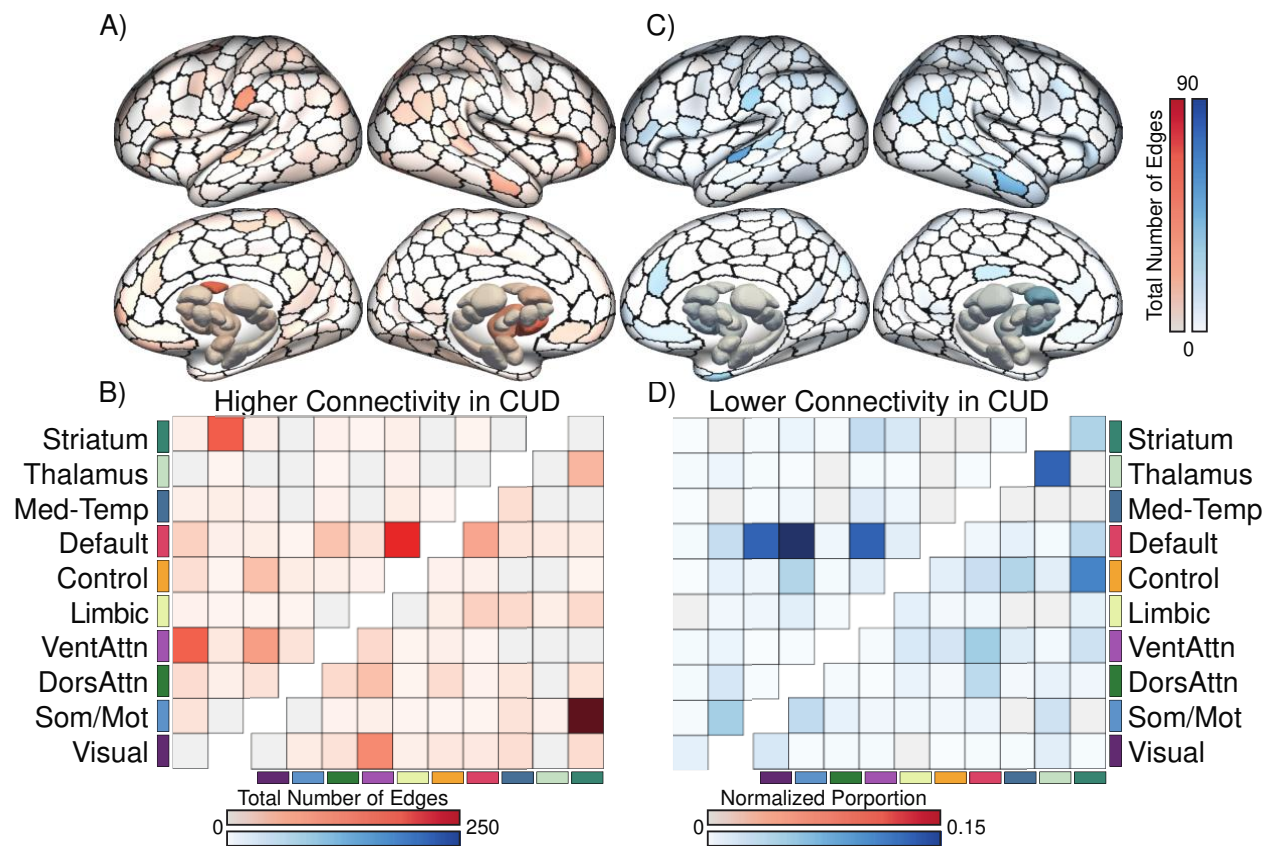 A)
C)
90
Total Number of Edges
0
B)
Higher Connectivity in CUD
D)
Lower Connectivity in CUD
Striatum
Thalamus
Med-Temp
Default
Control
Limbic
VentAttn
DorsAttn
Som/Mot
Visual
Striatum
Thalamus
Med-Temp
Default
Control
Limbic
VentAttn
DorsAttn
Som/Mot
Visual
Total Number of Edges
0
250
Normalized Porportion
0
0.15